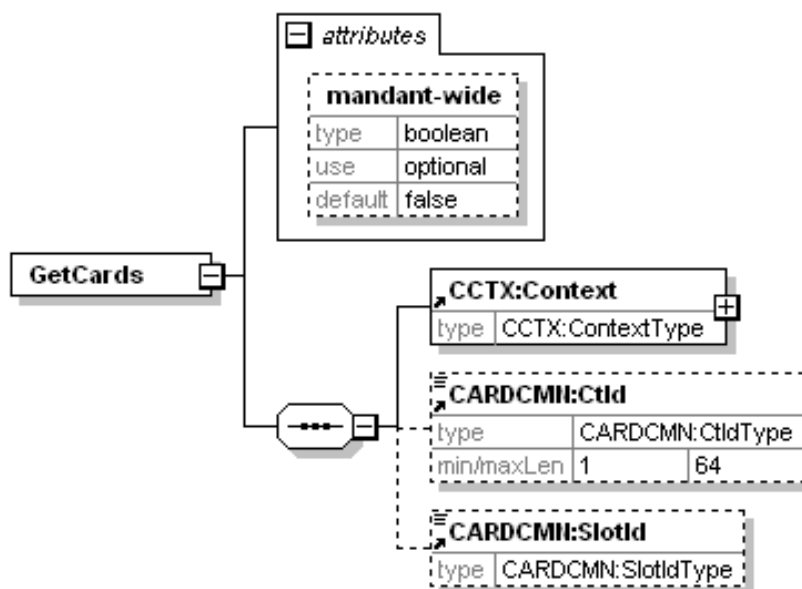 attributes
mandant-wide
type boolean
use optional
default false
GetCards
CCTX:Context
type CCTX:ContextType
CARDCMN:CtId
type CARDCMN:CtIdType
min/maxLen 1 64
CARDCMN:SlotId
type CARDCMN:SlotIdType